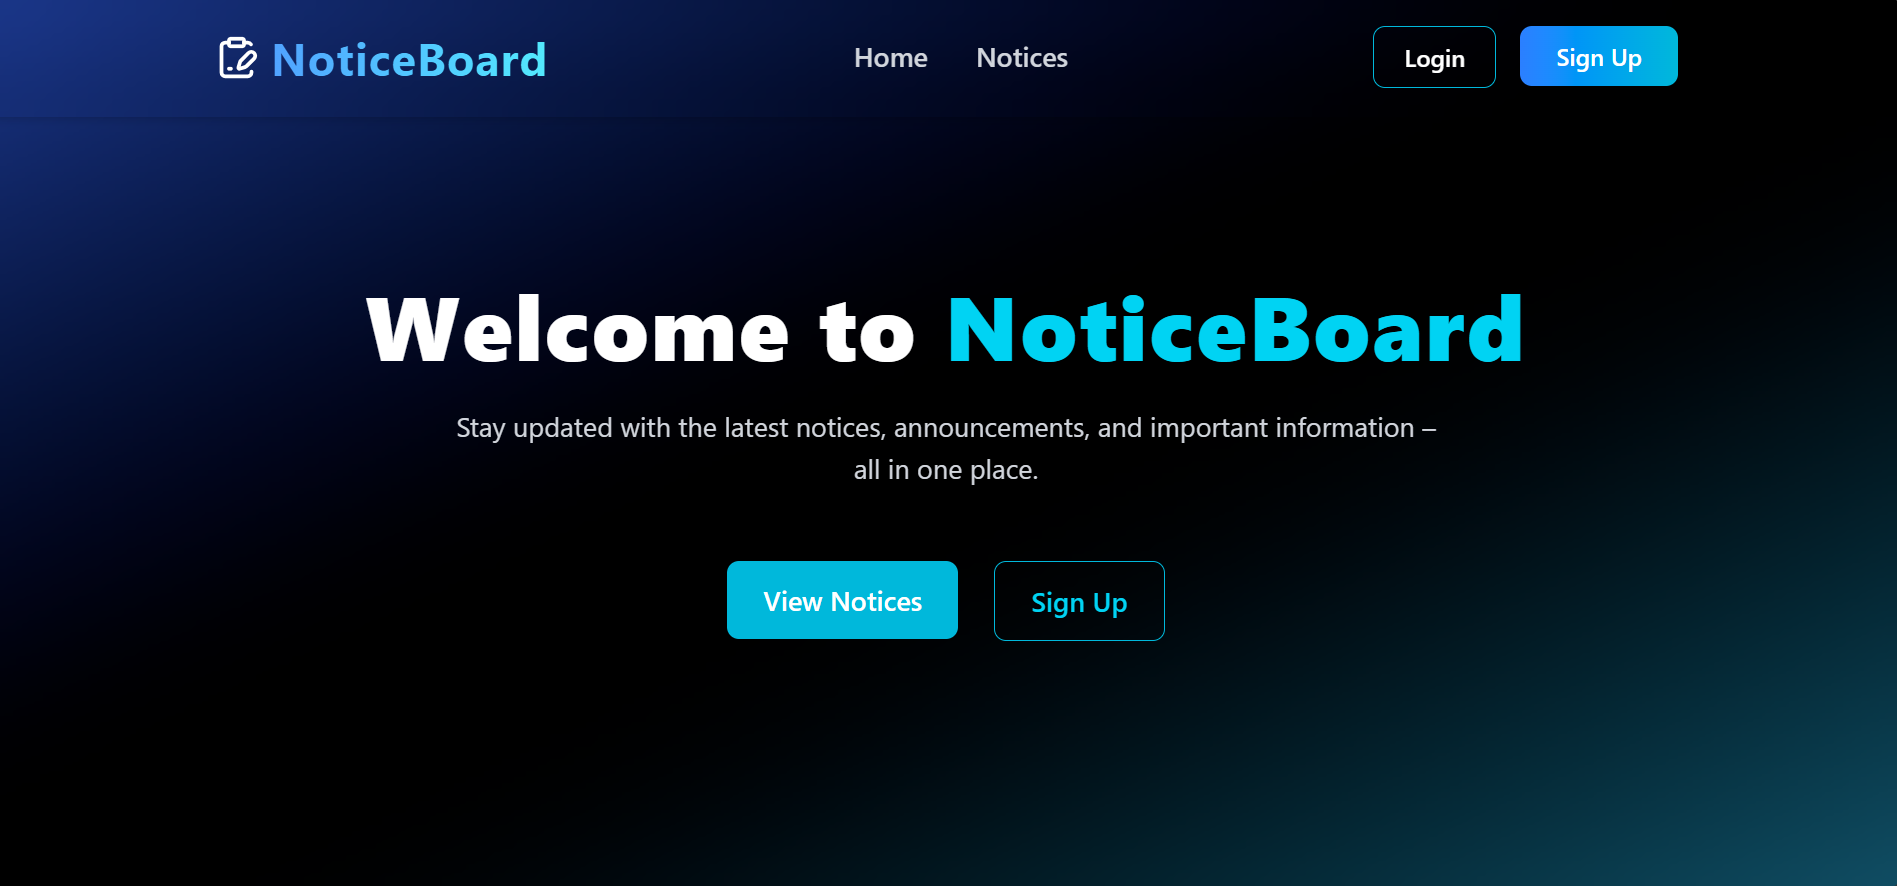 NoticeBoard
Home
Notices
Login
Sign Up
Welcome to NoticeBoard
Stay updated with the latest notices, announcements, and important information –
all in one place.
View Notices
Sign Up